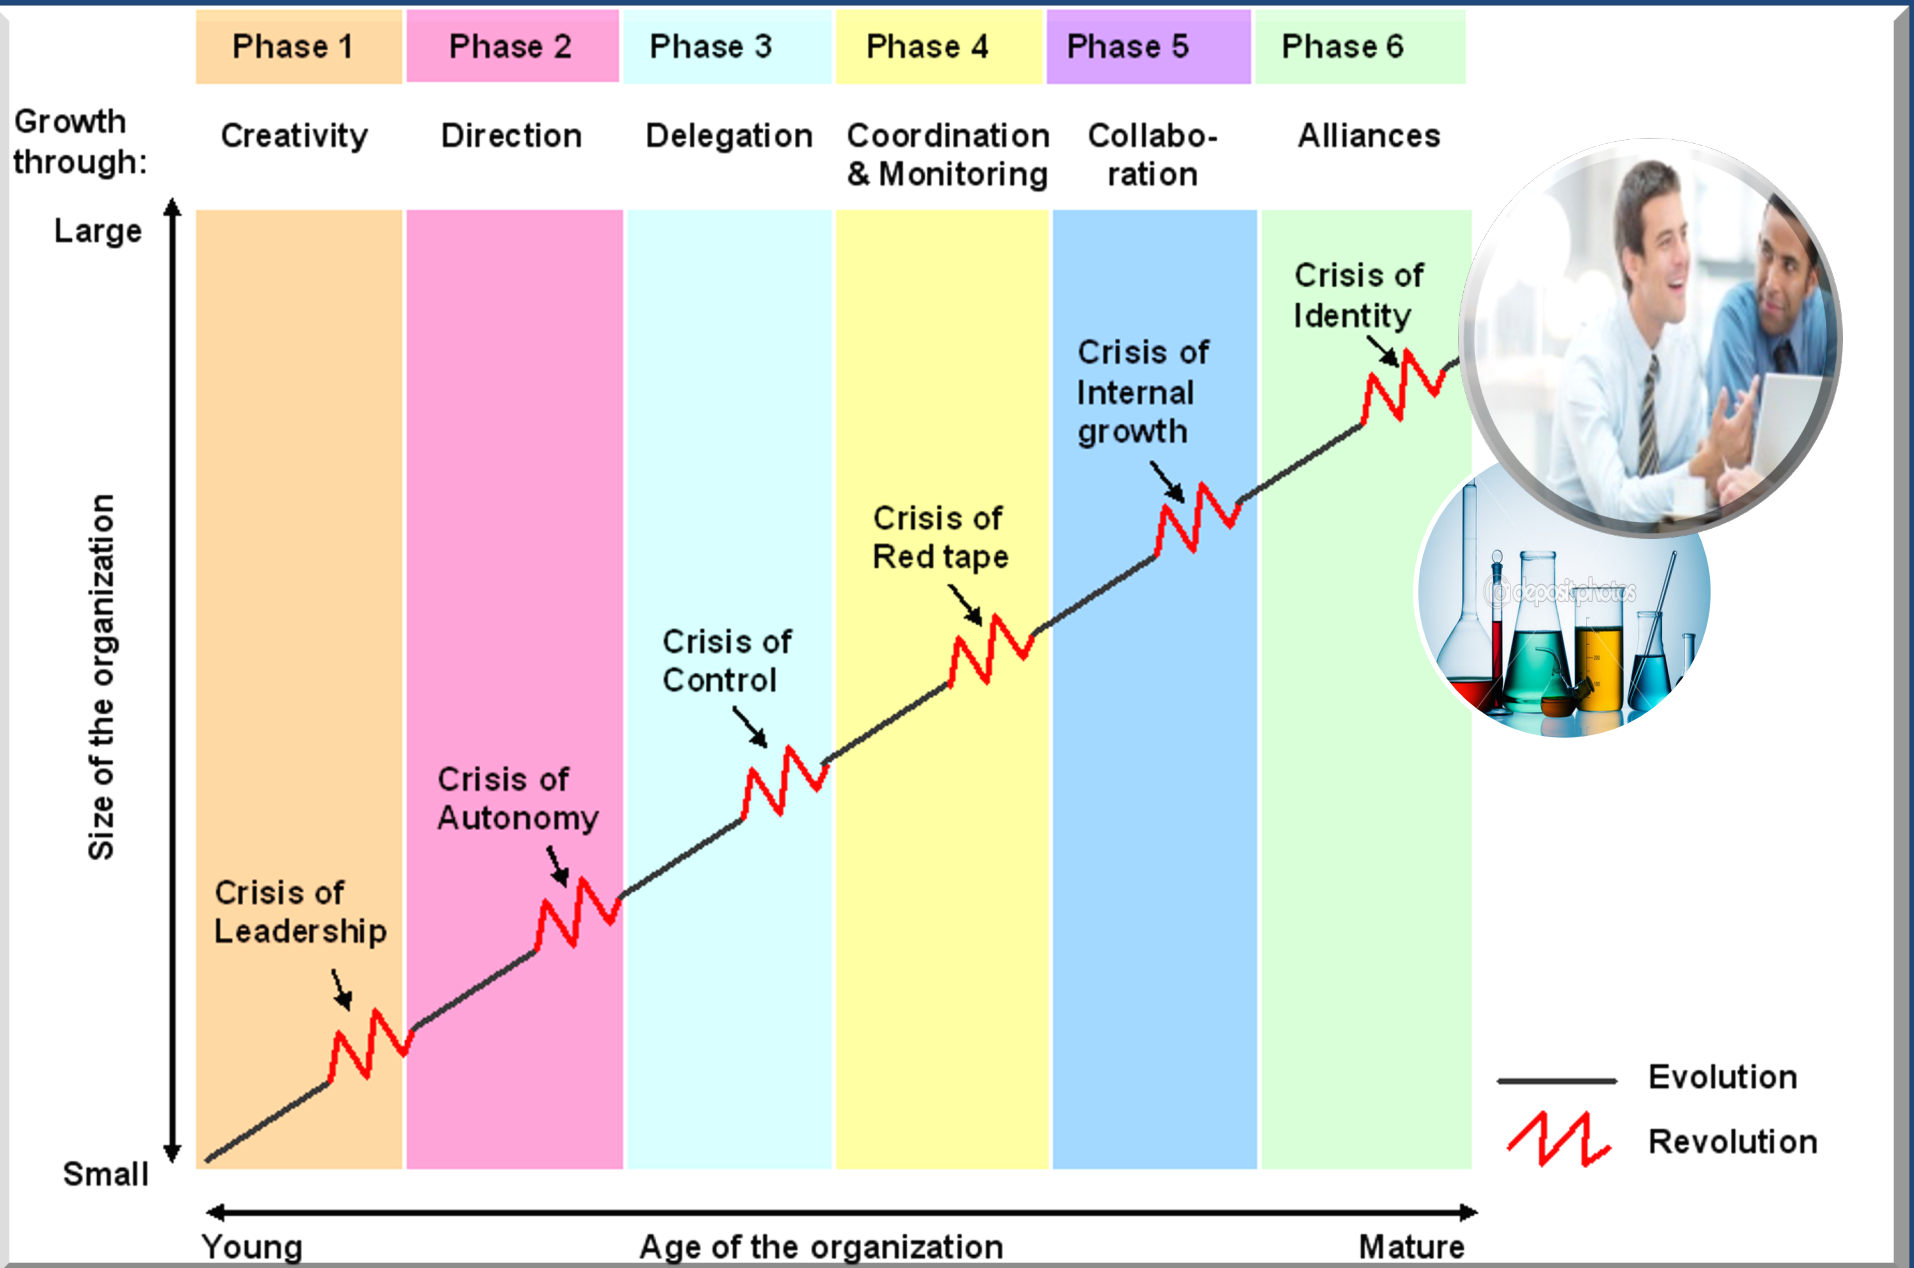 Phase 1
Phase 2
Phase 3
Phase 4
Phase 5
Phase 6
Growth
through:
Creativity
Direction
Delegation
Coordination
& Monitoring
Collabo-
ration
Alliances
Large
Crisis of
Identity
Crisis of
Internal
growth
Crisis of
Red tape
Crisis of
Control
Crisis of
Autonomy
Crisis of
Leadership
Size of the organization
depositphotos
Evolution
Revolution
Small
Young
Age of the organization
Mature